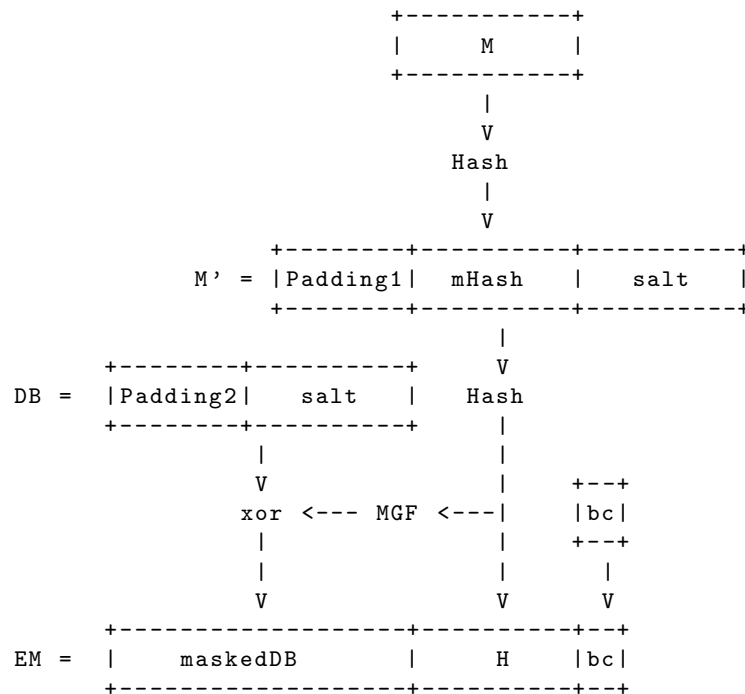 M
Hash
M' = Padding1 mHash salt
DB = Padding2 salt Hash
xor <--- MGF <--- bc
EM = maskedDB H bc